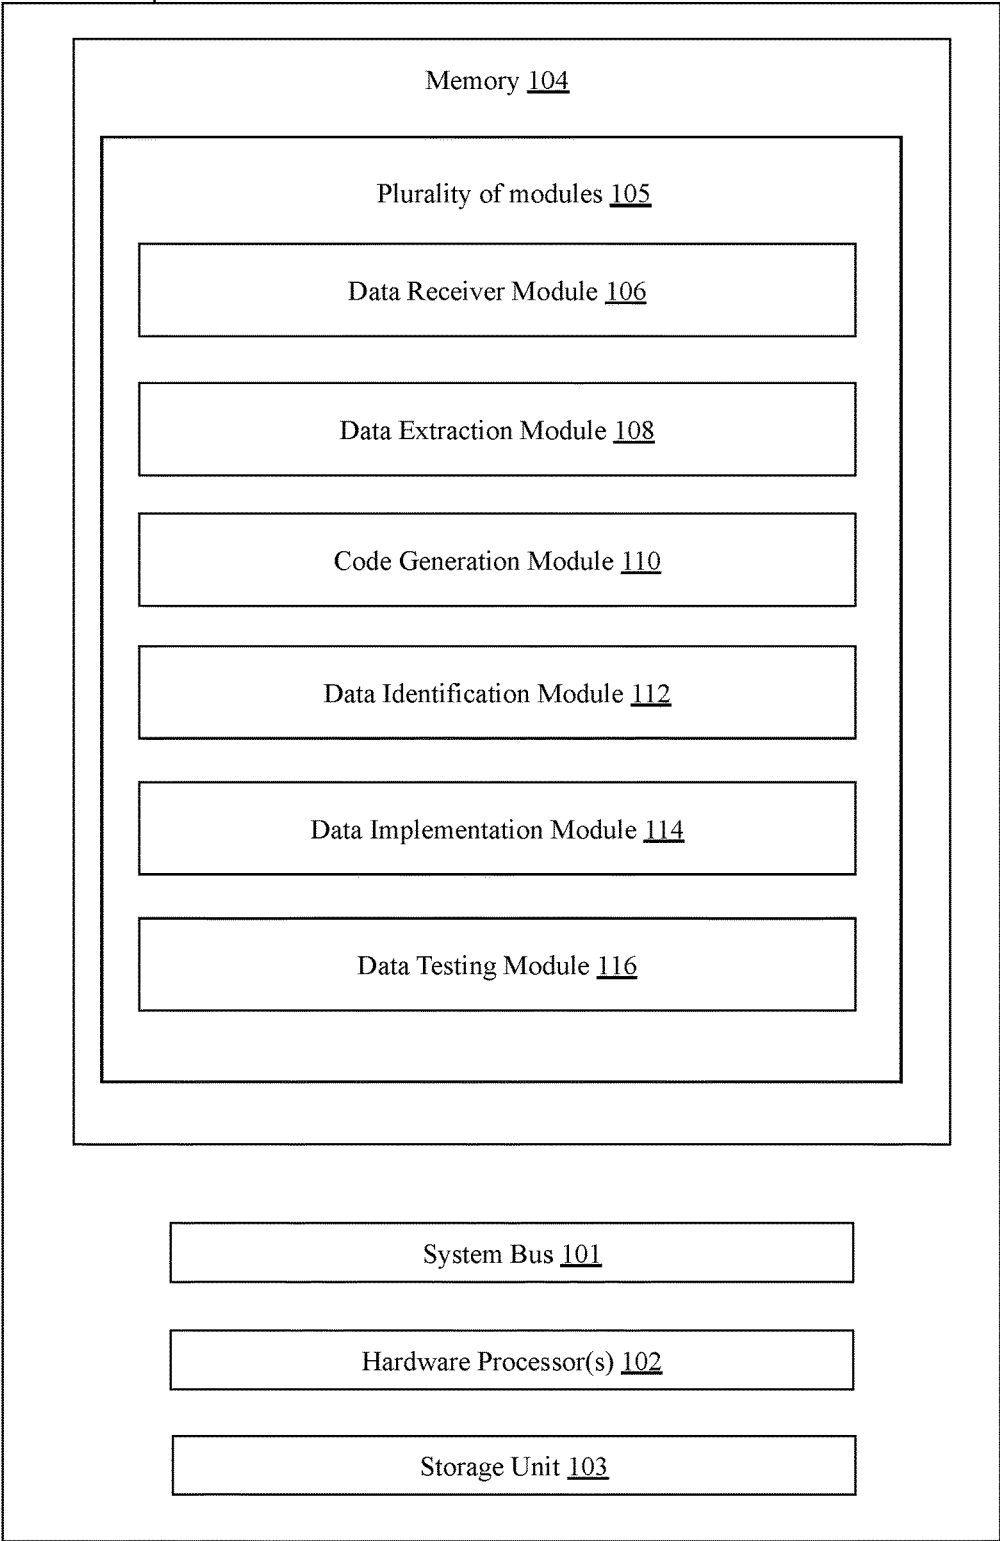 Memory 104
Plurality of modules 105
Data Receiver Module 106
Data Extraction Module 108
Code Generation Module 110
Data Identification Module 112
Data Implementation Module 114
Data Testing Module 116
System Bus 101
Hardware Processor(s) 102
Storage Unit 103